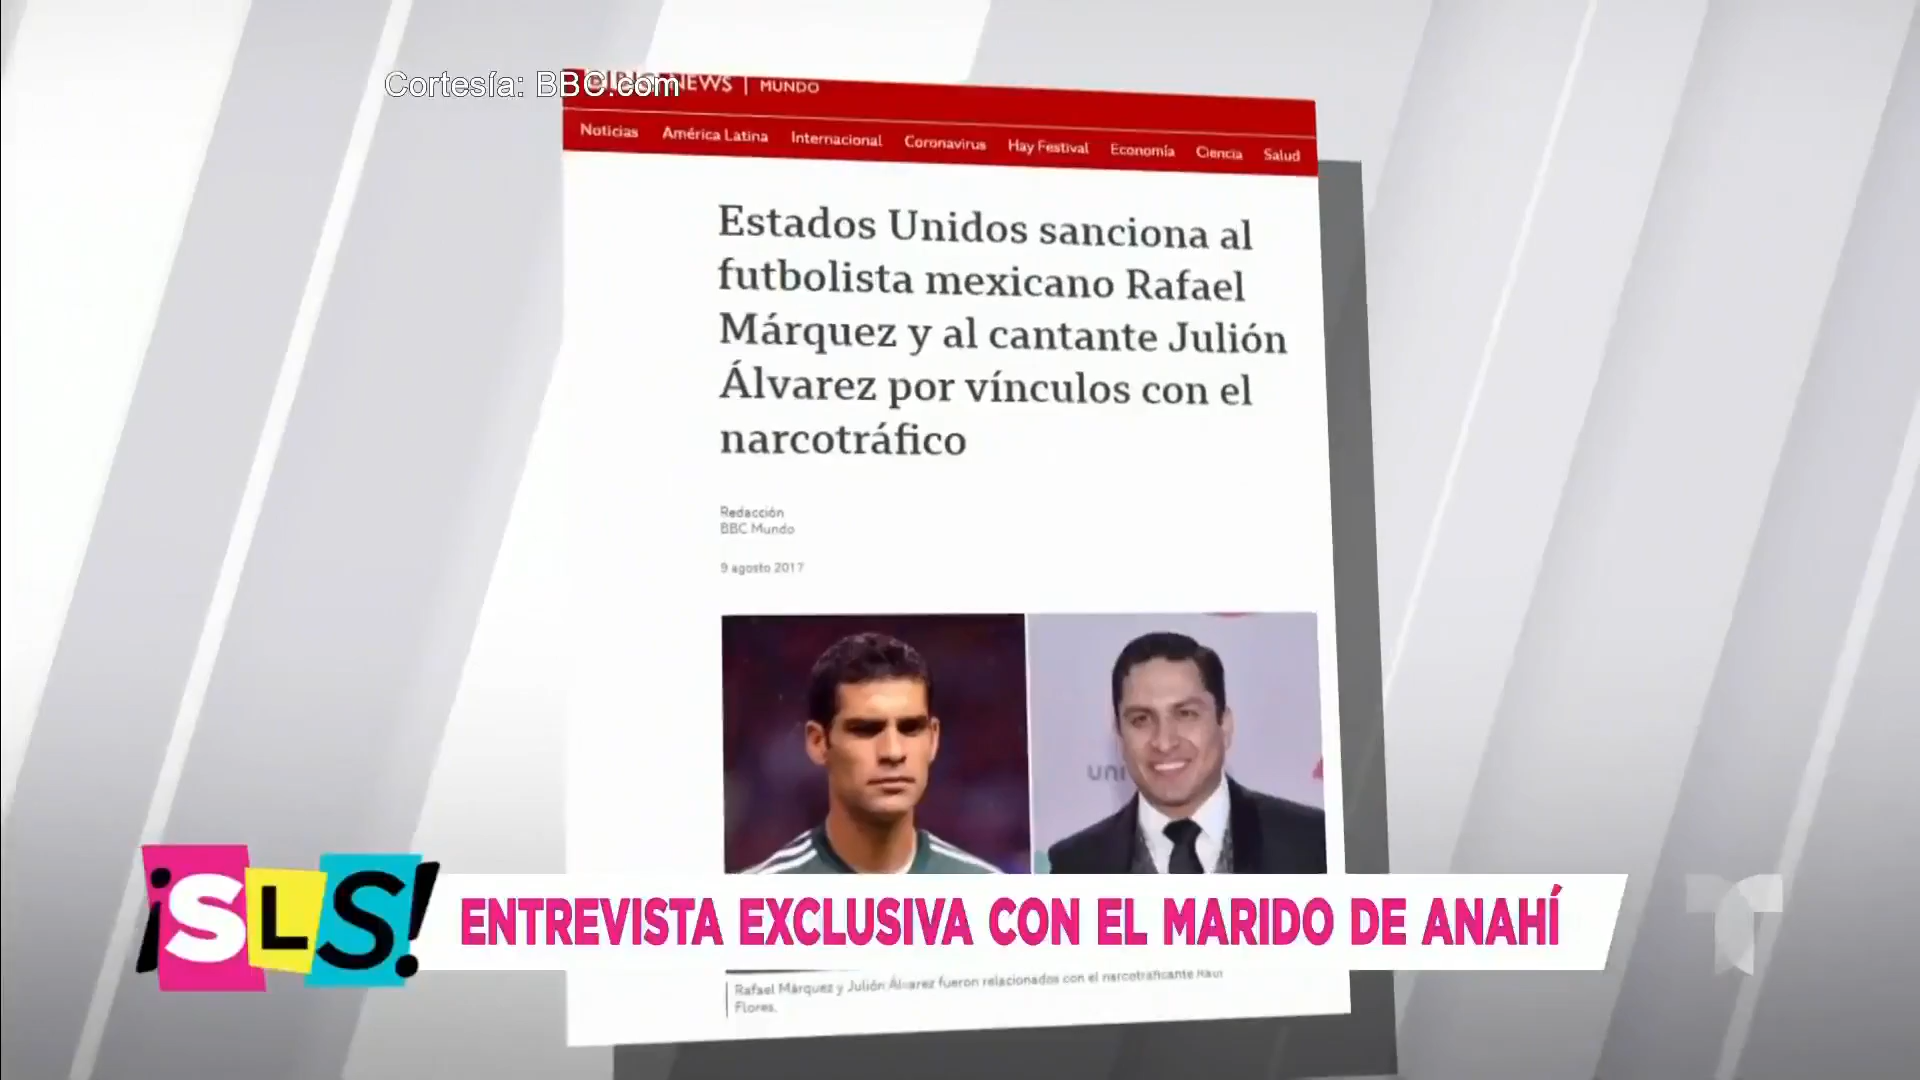 Cortesía: BBC.com
NEWS | MUNDO
Noticias América Latina Internacional Coronavirus Hay Festival Economía Ciencia Salud
Estados Unidos sanciona al
futbolista mexicano Rafael
Márquez y al cantante Julión
Álvarez por vínculos con el
narcotráfico
Redacción
BBC Mundo
9 agosto 2017
UNI
¡SLS!
ENTREVISTA EXCLUSIVA CON EL MARIDO DE ANAHÍ
Rafael Márquez y Julión Álvarez fueron relacionados con el narcotraficante Raúl
Flores.